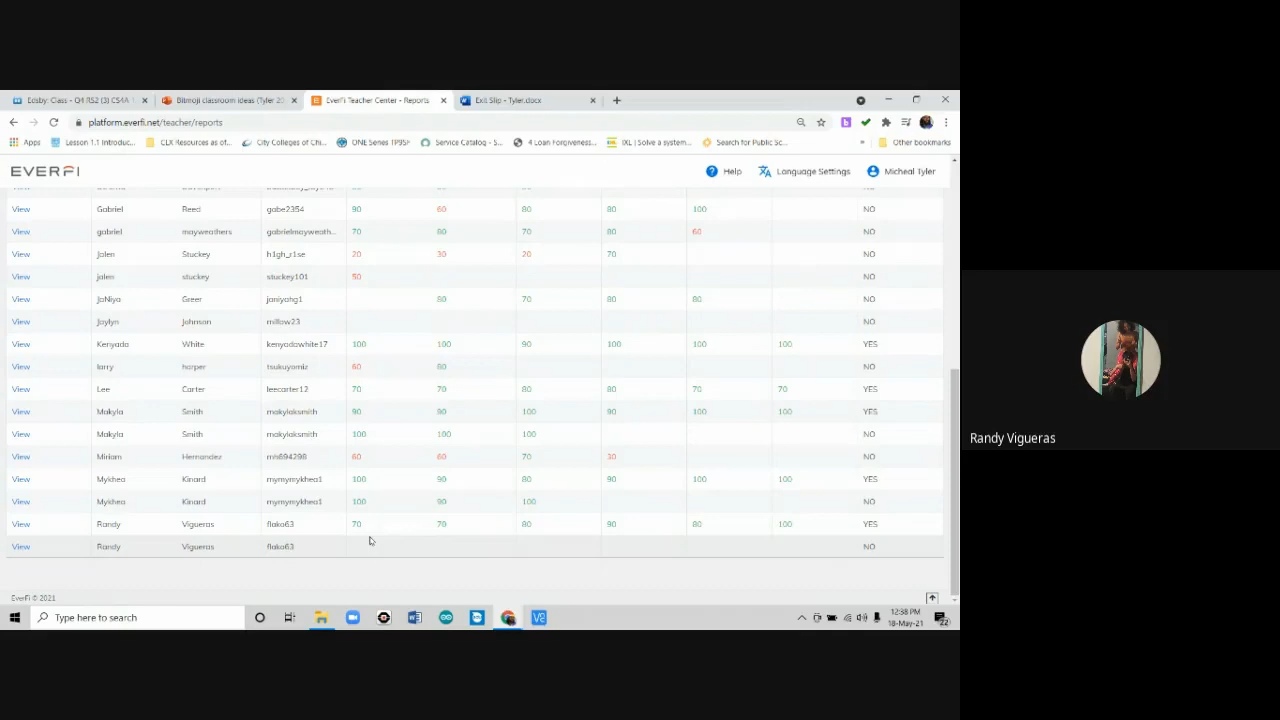 Edsby: Class - Q4 RS2 (3) CS4A
Bitmoji classroom ideas (Tyler 20
EverFi Teacher Center - Reports
Exit Slip - Tyler.docx
platform.everfi.net/teacher/reports
Apps
Lesson 1.1 Introduc...
CLX Resources as of...
City Colleges of Chi...
ONE Series TP95F
Service Catalog - S...
4 Loan Forgiveness...
IXL | Solve a system...
Search for Public Sc...
»
Other bookmarks
EVERFI
Help
Language Settings
Micheal Tyler
View Gabriel Reed gabe2354 90 60 80 80 100 NO
View gabriel mayweathers gabrielmayweath... 70 80 70 80 60 NO
View Jalen Stuckey h1gh_r1se 20 30 20 70 NO
View jalen stuckey stuckey101 50 NO
View JaNiya Greer janiyahg1 80 70 80 80 NO
View Jaylyn Johnson millow23 NO
View Kenyada White kenyadawhite17 100 100 90 100 100 100 YES
View larry harper tsukuyomiz 60 80 NO
View Lee Carter leecarter12 70 70 80 80 70 70 YES
View Makyla Smith makylaksmith 90 90 100 90 100 100 YES
View Makyla Smith makylaksmith 100 100 100 NO
View Miriam Hernandez mh894298 60 60 70 30 NO
View Mykhea Kinard mymymykhea1 100 90 80 90 100 100 YES
View Mykhea Kinard mymymykhea1 100 90 100 NO
View Randy Vigueras flako63 70 70 80 90 80 100 YES
View Randy Vigueras flako63 NO
EverFi © 2021
Type here to search
12:38 PM
18-May-21
22
Randy Vigueras